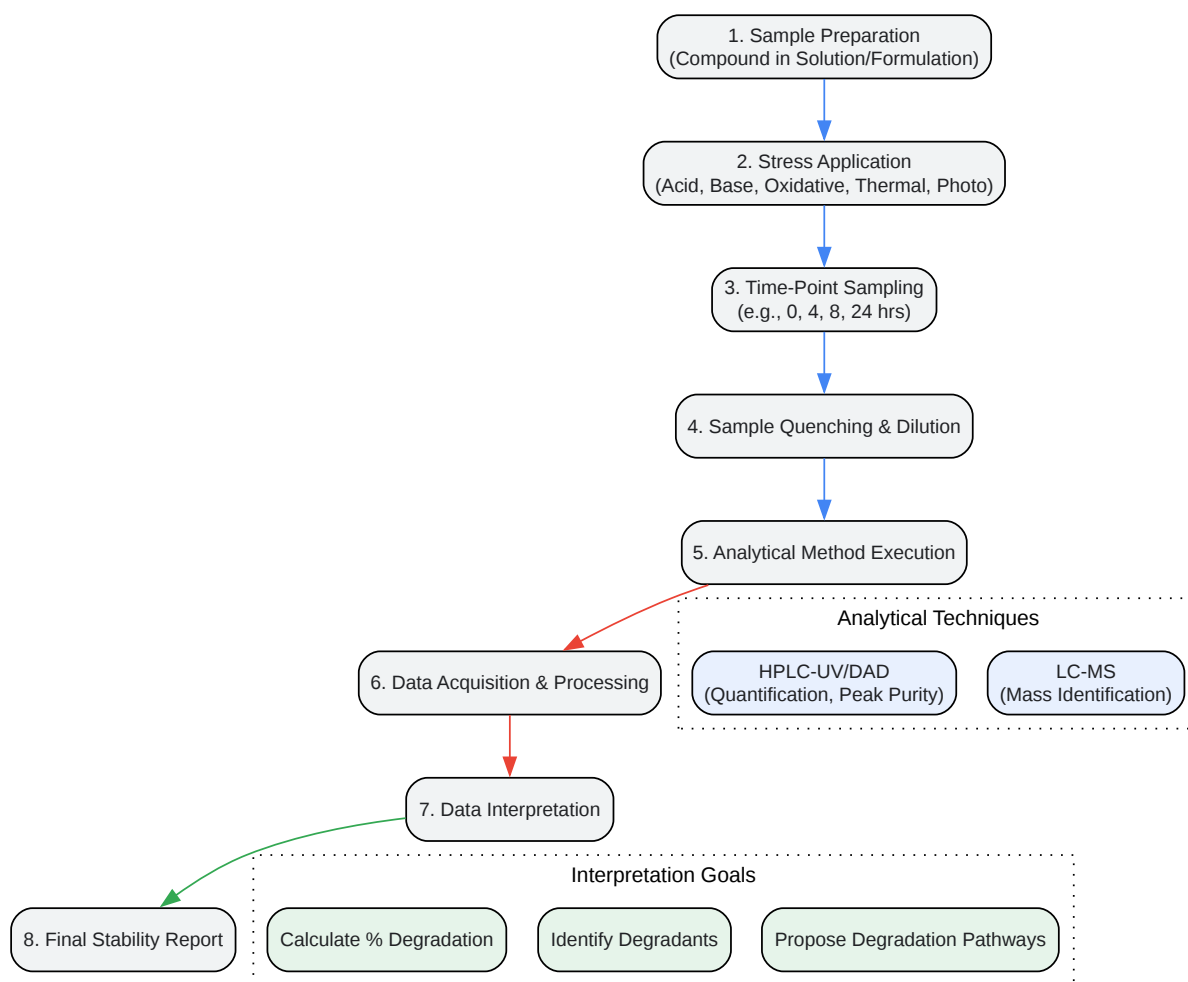 1. Sample Preparation
(Compound in Solution/Formulation)
2. Stress Application
(Acid, Base, Oxidative, Thermal, Photo)
3. Time-Point Sampling
(e.g., 0, 4, 8, 24 hrs)
4. Sample Quenching & Dilution
5. Analytical Method Execution
Analytical Techniques
6. Data Acquisition & Processing
HPLC-UV/DAD
(Quantification, Peak Purity)
LC-MS
(Mass Identification)
7. Data Interpretation
Interpretation Goals
8. Final Stability Report
Calculate % Degradation
Identify Degradants
Propose Degradation Pathways